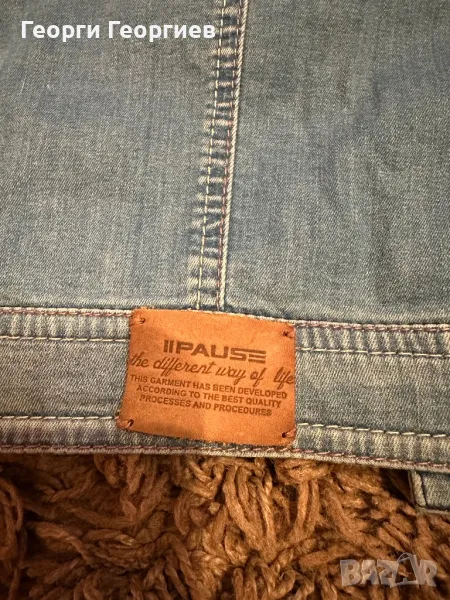 Георги Георгиев
IIPAUSE
the different way of life
THIS GARMENT HAS BEEN DEVELOPED
ACCORDING TO THE BEST QUALITY
PROCESSES AND PROCEDURES
BAZAR